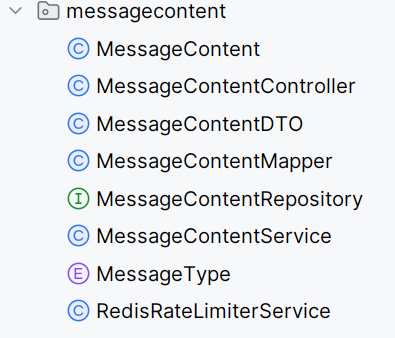 messagecontent
C MessageContent
C MessageContentController
C MessageContentDTO
C MessageContentMapper
I MessageContentRepository
C MessageContentService
E MessageType
C RedisRateLimiterService